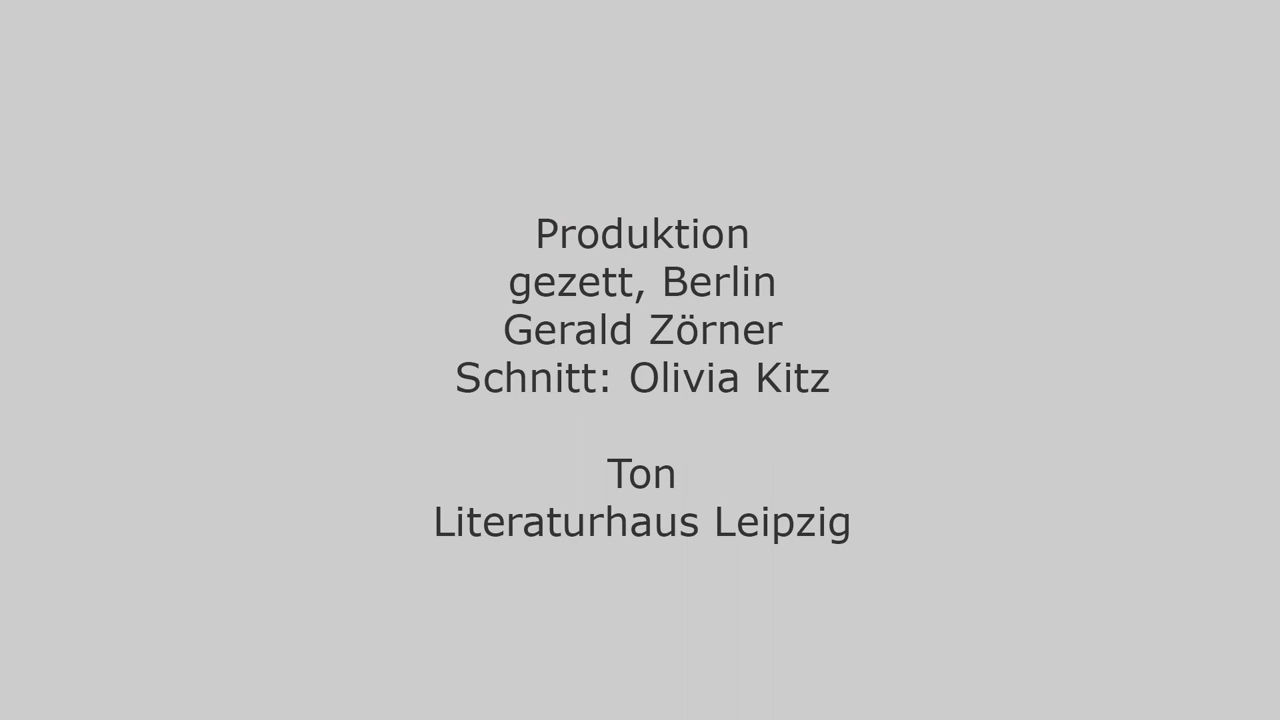 Produktion
gezett, Berlin
Gerald Zörner
Schnitt: Olivia Kitz
Ton
Literaturhaus Leipzig